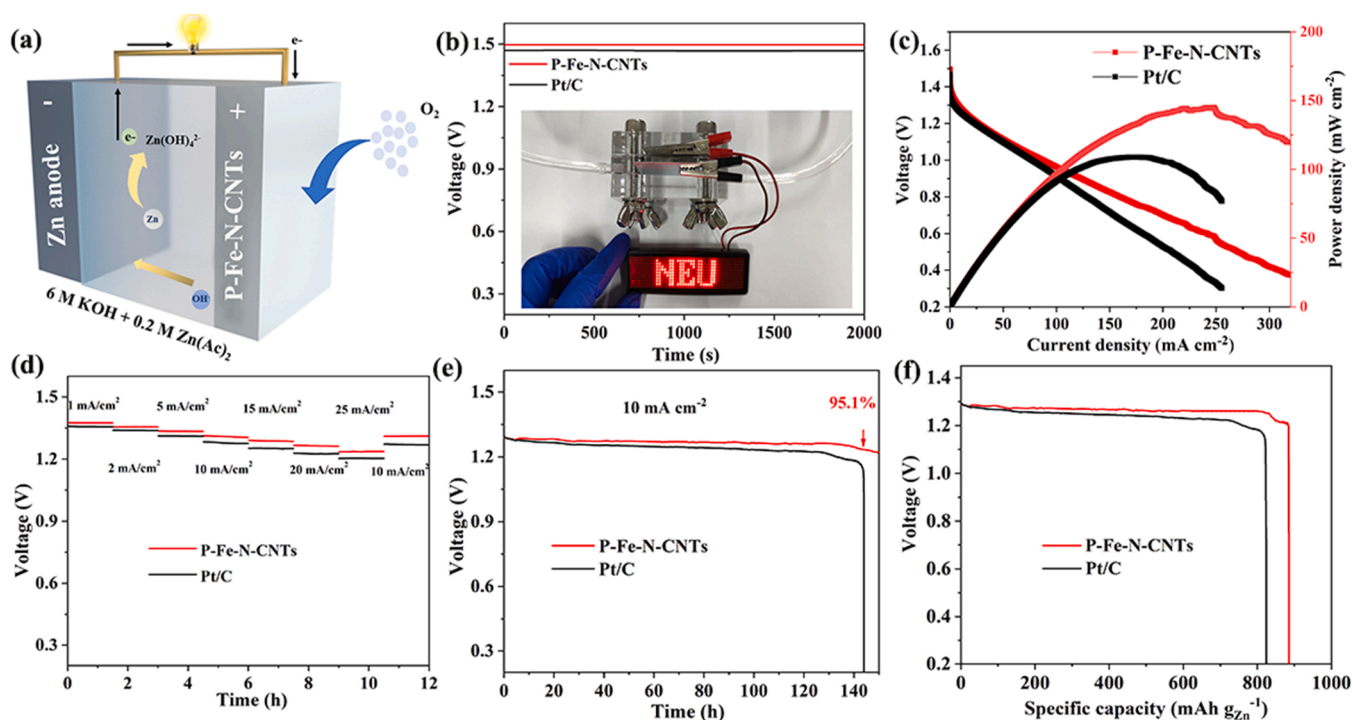 (a)
e-
O2
Zn anode
-
e-
Zn(OH)4 2-
Zn
OH-
+
P-Fe-N-CNTs
6 M KOH + 0.2 M Zn(Ac)2
(b)
Voltage (V)
1.5
1.2
0.9
0.6
0.3
P-Fe-N-CNTs
Pt/C
NEU
0 500 1000 1500 2000
Time (s)
(c)
Voltage (V)
1.6
1.4
1.2
1.0
0.8
0.6
0.4
0.2
P-Fe-N-CNTs
Pt/C
200
150
100
50
0
Power density (mW cm-2)
0 50 100 150 200 250 300
Current density (mA cm-2)
(d)
Voltage (V)
1.5
1.2
0.9
0.6
0.3
1 mA/cm2 5 mA/cm2 15 mA/cm2 25 mA/cm2
2 mA/cm2 10 mA/cm2 20 mA/cm2 10 mA/cm2
P-Fe-N-CNTs
Pt/C
0 2 4 6 8 10 12
Time (h)
(e)
Voltage (V)
1.5
1.2
0.9
0.6
0.3
10 mA cm-2
95.1%
P-Fe-N-CNTs
Pt/C
0 20 40 60 80 100 120 140
Time (h)
(f)
Voltage (V)
1.4
1.2
1.0
0.8
0.6
1.4
0.2
P-Fe-N-CNTs
Pt/C
0 200 400 600 800 1000
Specific capacity (mAh gZn-1)